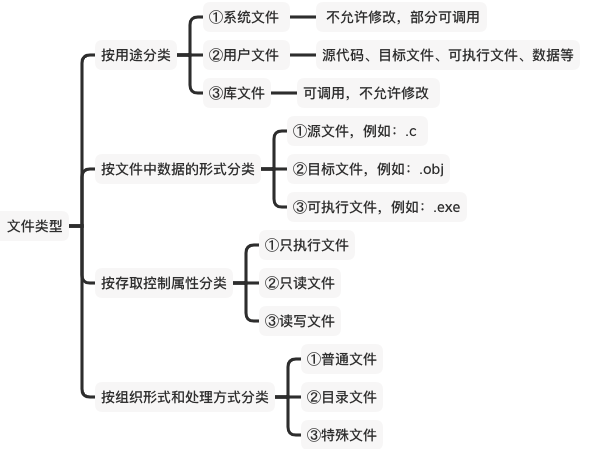 文件类型
按用途分类
①系统文件
不允许修改，部分可调用
②用户文件
源代码、目标文件、可执行文件、数据等
③库文件
可调用，不允许修改
按文件中数据的形式分类
①源文件，例如：.c
②目标文件，例如：.obj
③可执行文件，例如：.exe
按存取控制属性分类
①只执行文件
②只读文件
③读写文件
按组织形式和处理方式分类
①普通文件
②目录文件
③特殊文件